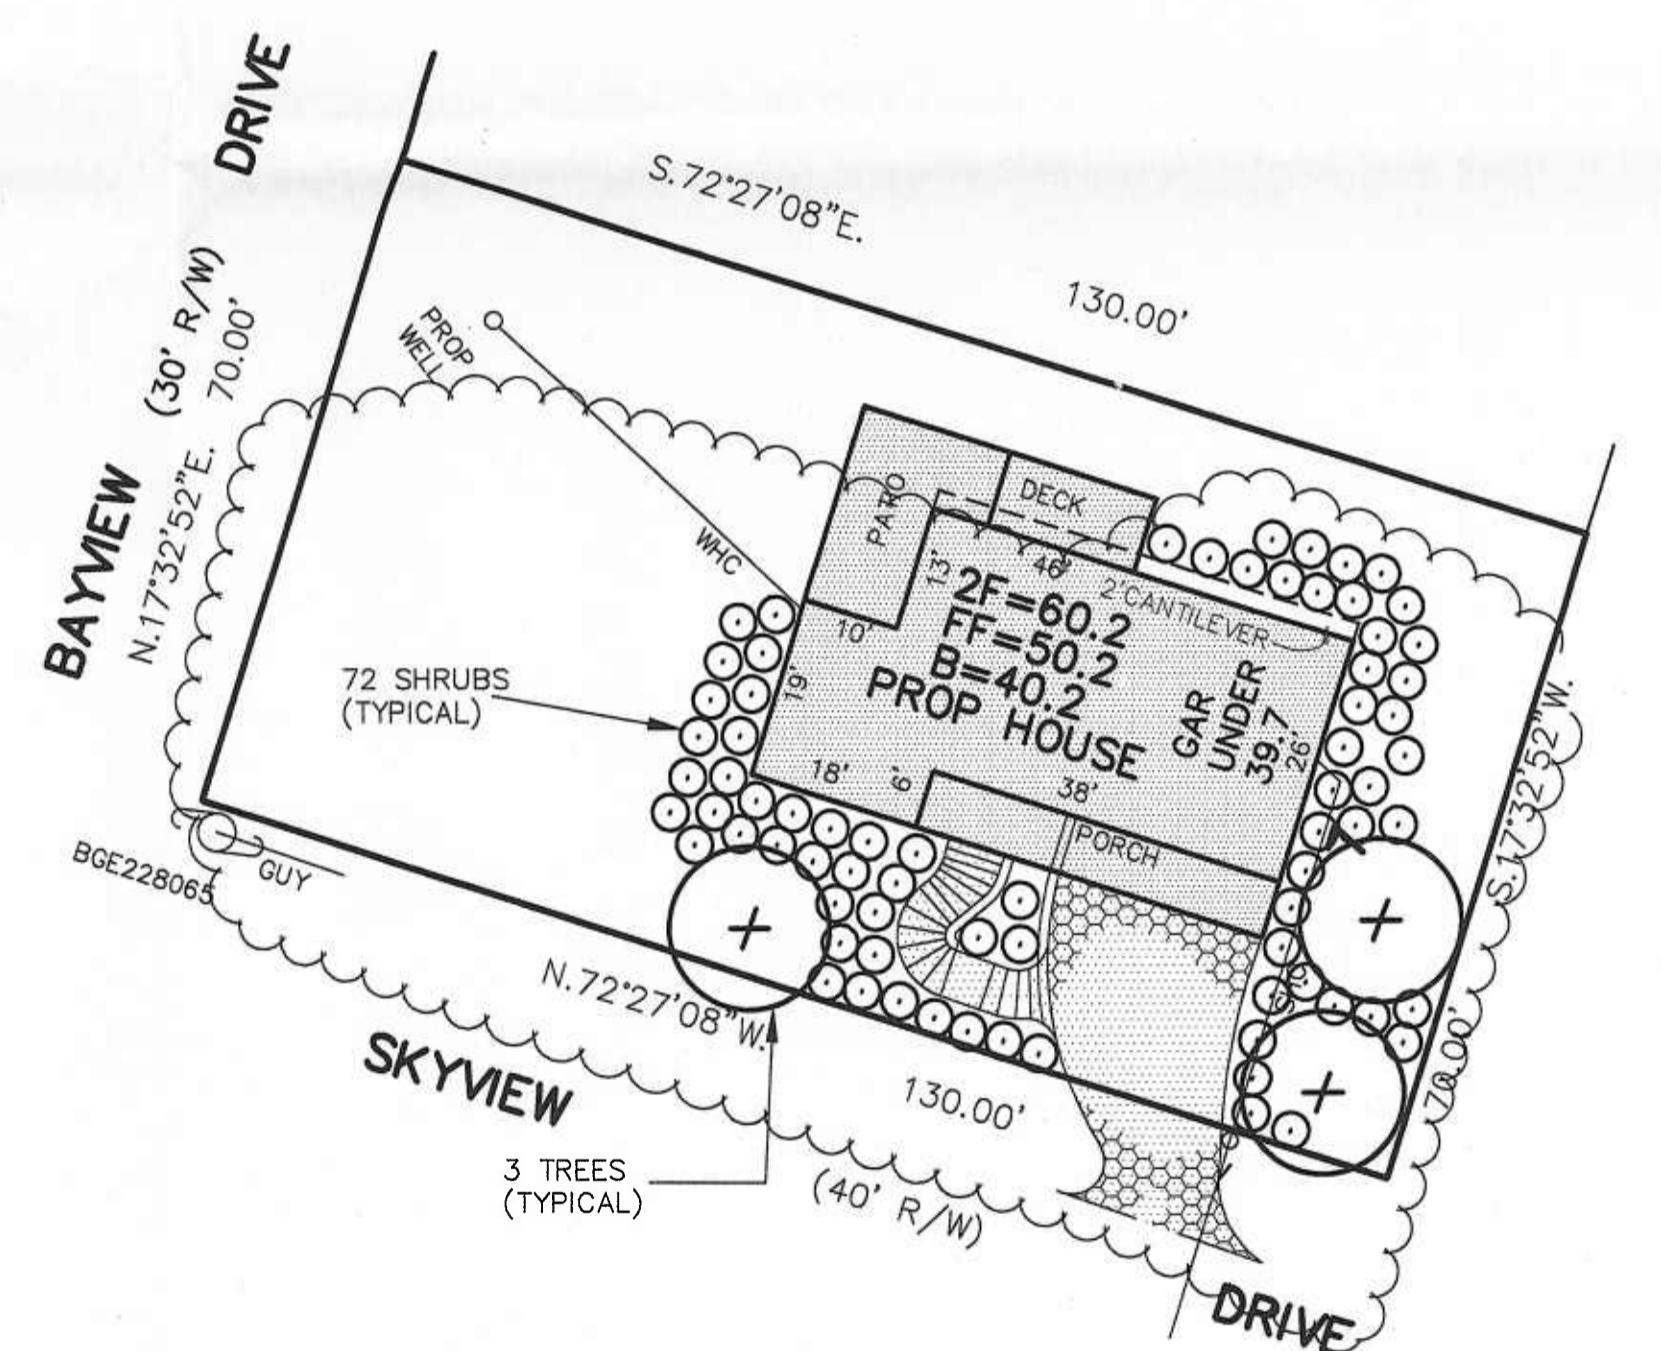 BAYVIEW DRIVE
(30' R/W)
N.17°32'52"E. 70.00'
S.72°27'08"E. 130.00'
PROP
WELL
WHC
PATIO
DECK
13'
46'
2'CANTILEVER
10'
19'
2F=60.2
FF=50.2
B=40.2
PROP HOUSE
GAR
UNDER
39.7
26'
18'
6'
38'
PORCH
72 SHRUBS
(TYPICAL)
S.17°32'52"W. 70.00'
BGE228065
GUY
N.72°27'08"W. 130.00'
3 TREES
(TYPICAL)
SKYVIEW DRIVE
(40' R/W)